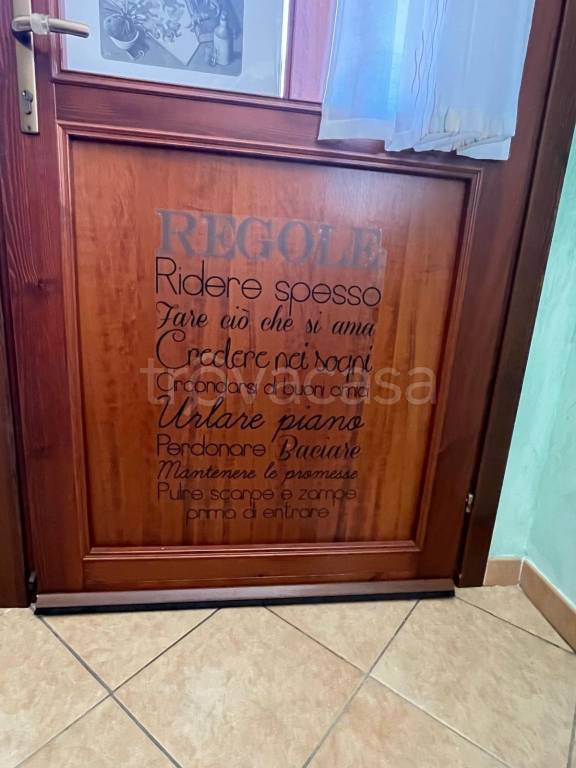 REGOLE
Ridere spesso
Fare ciò che si ama
Credere nei sogni
Circondarsi di buoni amici
Urlare piano
Perdonare Baciare
Mantenere le promesse
Pulire scarpe e zampe
prima di entrare
trovacasa